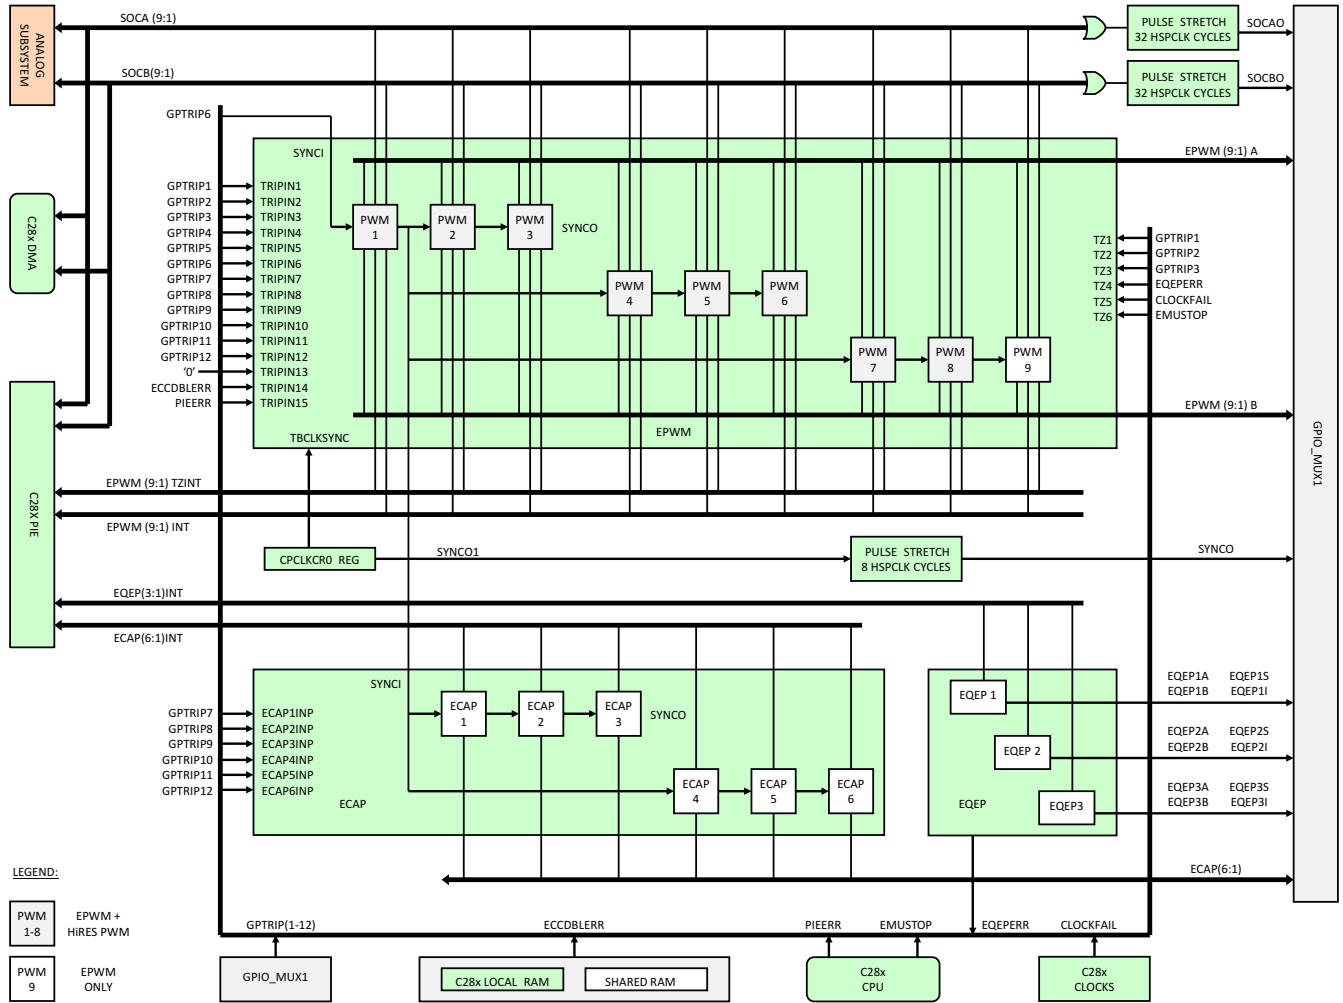 SOCA (9:1)
ANALOG
SUBSYSTEM
PULSE STRETCH
32 HSPCLK CYCLES
SOCAO
SOCB(9:1)
PULSE STRETCH
32 HSPCLK CYCLES
SOCBO
GPTRIP6
SYNCI
EPWM (9:1) A
C28x DMA
GPTRIP1
GPTRIP2
GPTRIP3
GPTRIP4
GPTRIP5
GPTRIP6
GPTRIP7
GPTRIP8
GPTRIP9
GPTRIP10
GPTRIP11
GPTRIP12
‘0’
ECCDBLERR
PIEERR
TRIPIN1
TRIPIN2
TRIPIN3
TRIPIN4
TRIPIN5
TRIPIN6
TRIPIN7
TRIPIN8
TRIPIN9
TRIPIN10
TRIPIN11
TRIPIN12
TRIPIN13
TRIPIN14
TRIPIN15
PWM
1
PWM
2
PWM
3
SYNCO
PWM
4
PWM
5
PWM
6
PWM
7
PWM
8
PWM
9
TZ1
TZ2
TZ3
TZ4
TZ5
TZ6
GPTRIP1
GPTRIP2
GPTRIP3
EQEPERR
CLOCKFAIL
EMUSTOP
EPWM (9:1) B
EPWM
TBCLKSYNC
GPIO_MUX1
C28X PIE
EPWM (9:1) TZINT
EPWM (9:1) INT
CPCLKCR0 REG
SYNCO1
PULSE STRETCH
8 HSPCLK CYCLES
SYNCO
EQEP(3:1)INT
ECAP(6:1)INT
SYNCI
GPTRIP7
GPTRIP8
GPTRIP9
GPTRIP10
GPTRIP11
GPTRIP12
ECAP1INP
ECAP2INP
ECAP3INP
ECAP4INP
ECAP5INP
ECAP6INP
ECAP
1
ECAP
2
ECAP
3
SYNCO
ECAP
4
ECAP
5
ECAP
6
ECAP
EQEP 1
EQEP 2
EQEP3
EQEP
EQEP1A EQEP1S
EQEP1B EQEP1I
EQEP2A EQEP2S
EQEP2B EQEP2I
EQEP3A EQEP3S
EQEP3B EQEP3I
ECAP(6:1)
LEGEND:
PWM
1-8
EPWM +
HiRES PWM
PWM
9
EPWM
ONLY
GPTRIP(1-12)
ECCDBLERR
PIEERR
EMUSTOP
EQEPERR
CLOCKFAIL
GPIO_MUX1
C28x LOCAL RAM
SHARED RAM
C28x
CPU
C28x
CLOCKS